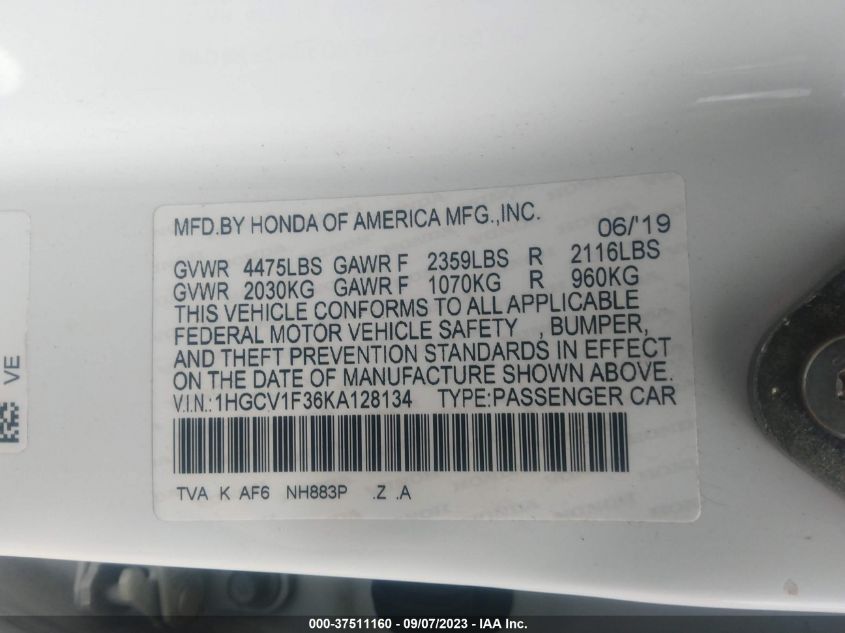 MFD.BY HONDA OF AMERICA MFG.,INC. 06/'19
GVWR 4475LBS GAWR F 2359LBS R 2116LBS
GVWR 2030KG GAWR F 1070KG R 960KG
THIS VEHICLE CONFORMS TO ALL APPLICABLE
FEDERAL MOTOR VEHICLE SAFETY , BUMPER,
AND THEFT PREVENTION STANDARDS IN EFFECT
ON THE DATE OF MANUFACTURE SHOWN ABOVE.
V.I.N.:1HGCV1F36KA128134 TYPE:PASSENGER CAR
TVA K AF6 NH883P .Z .A
VE
000-37511160 - 09/07/2023 - IAA Inc.